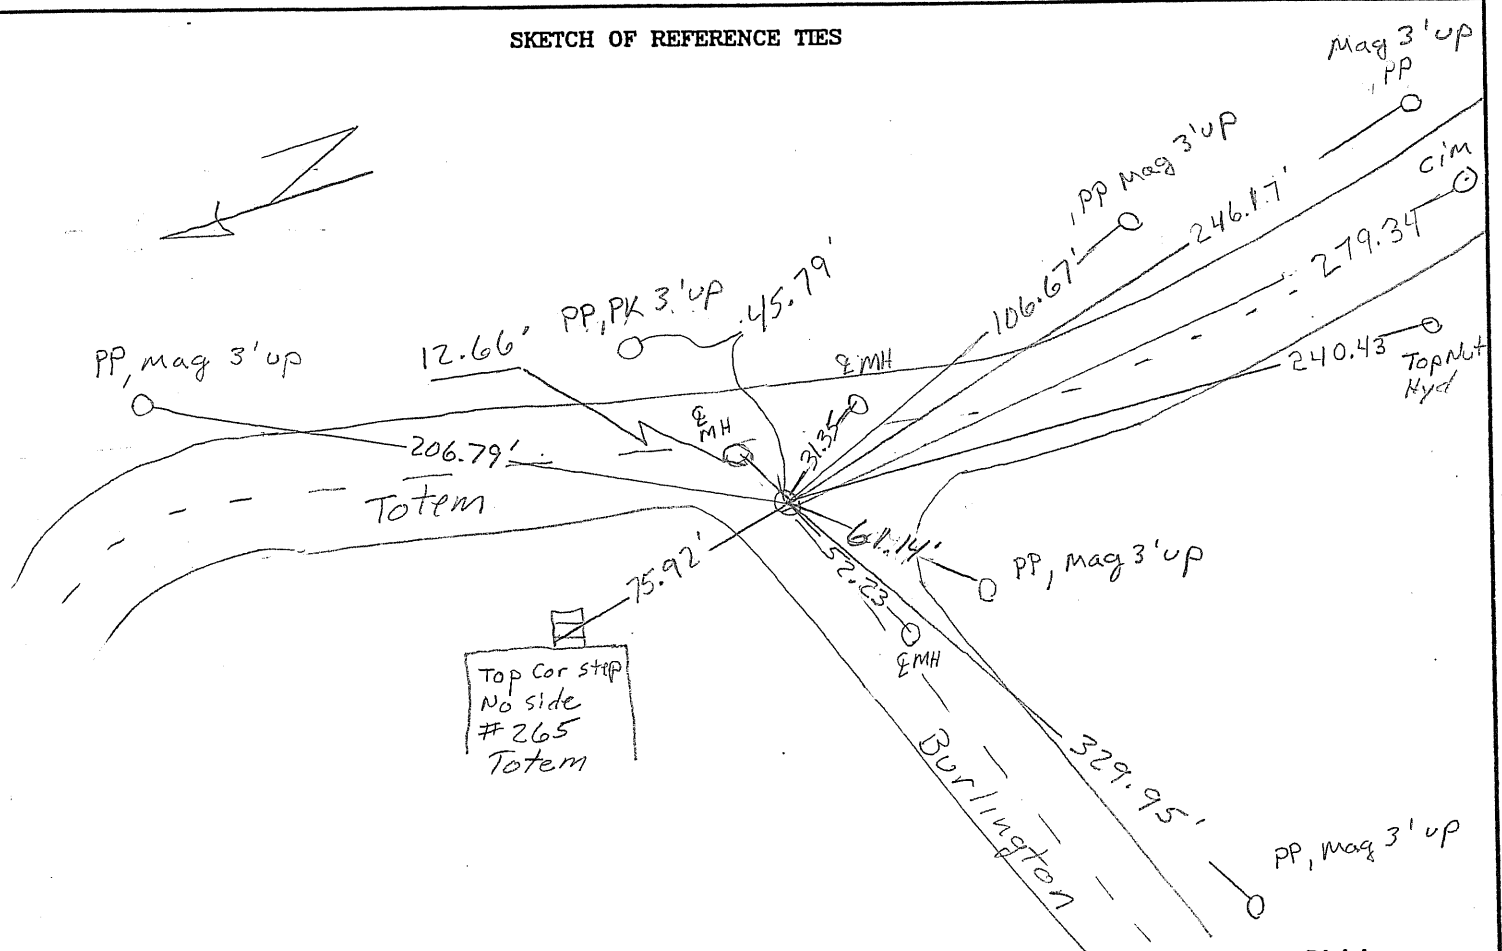 SKETCH OF REFERENCE TIES
Mag 3'up
, PP
, PP Mag 3'up
CIM
246.17'
279.34
45.79'
106.67'
PP, PK 3'up
12.66'
PP, Mag 3'up
℄ MH
240.43
Top Nut
Hyd
℄
MH
31.35
206.79'
Totem
61.14'
75.92'
52.23
PP, Mag 3'up
℄ MH
Top Cor step
No side
#265
Totem
Burlington
329.95'
PP, Mag 3'up